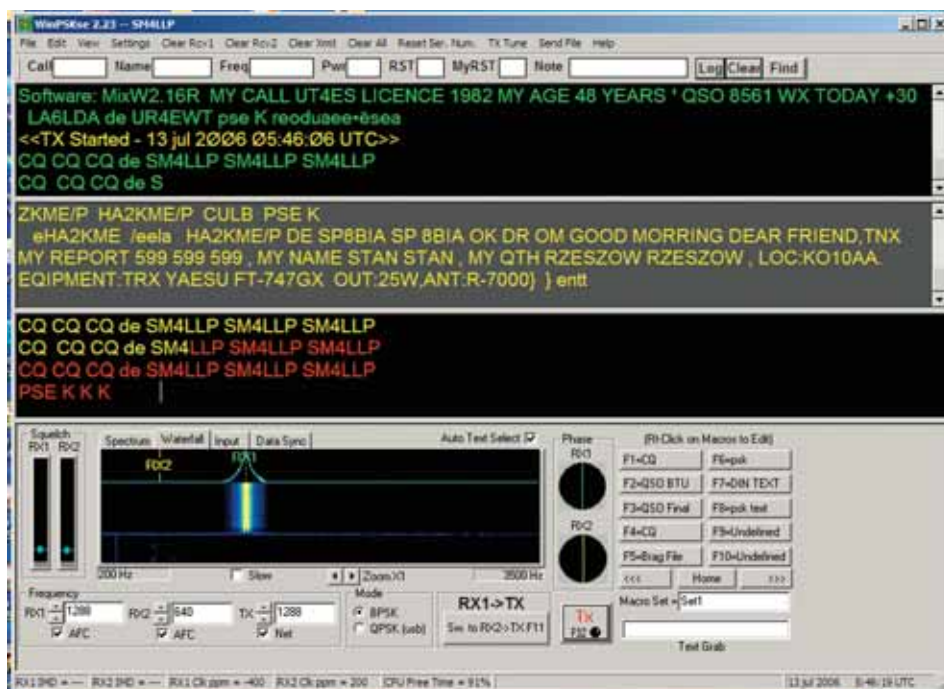 WinPSKse 2.23 -- SM4LLP
File Edit View Settings Clear Rcv1 Clear Rcv2 Clear Xmt Clear All Reset Ser. Num. TX Tune Send File Help
Call Name Freq Pwr RST MyRST Note Log Clear Find
Software: MixW2.16R MY CALL UT4ES LICENCE 1982 MY AGE 48 YEARS ' QSO 8561 WX TODAY +30
LA6LDA de UR4EWT pse K reoduaee•ėsea
<<TX Started - 13 jul 2ØØ6 Ø5:46:Ø6 UTC>>
CQ CQ CQ de SM4LLP SM4LLP SM4LLP
CQ CQ CQ de S
ZKME/P HA2KME/P CULB PSE K
eHA2KME /eela HA2KME/P DE SP8BIA SP 8BIA OK DR OM GOOD MORRING DEAR FRIEND,TNX
MY REPORT 599 599 599 , MY NAME STAN STAN , MY QTH RZESZOW RZESZOW , LOC:KO10AA.
EQIPMENT:TRX YAESU FT-747GX OUT:25W,ANT:R-7000} } entt
CQ CQ CQ de SM4LLP SM4LLP SM4LLP
CQ CQ CQ de SM4LLP SM4LLP SM4LLP
CQ CQ CQ de SM4LLP SM4LLP SM4LLP
PSE K K K
Squelch
RX1 RX2
Spectrum Waterfall Input Data Sync Auto Text Select
RX2 RX1
200 Hz Slow Zoom X1 3500 Hz
Phase
RX1
RX2
(Rt-Click on Macros to Edit)
F1=CQ F6=psk
F2=QSO BTU F7=DIN TEXT
F3=QSO Final F8=psk text
F4=CQ F9=Undefined
F5=Brag File F10=Undefined
<<< Home >>>
Macro Set = Set1
Text Grab
Frequency
RX1 1288 RX2 640 TX 1288
AFC AFC Net
Mode
BPSK
QPSK (usb)
RX1->TX
Sw. to RX2->TX F11
Tx
F12
RX1 IMD = --- RX2 IMD = --- RX1 Clk ppm = -400 RX2 Clk ppm = 200 CPU Free Time = 91% 13 jul 2006 5:46:19 UTC